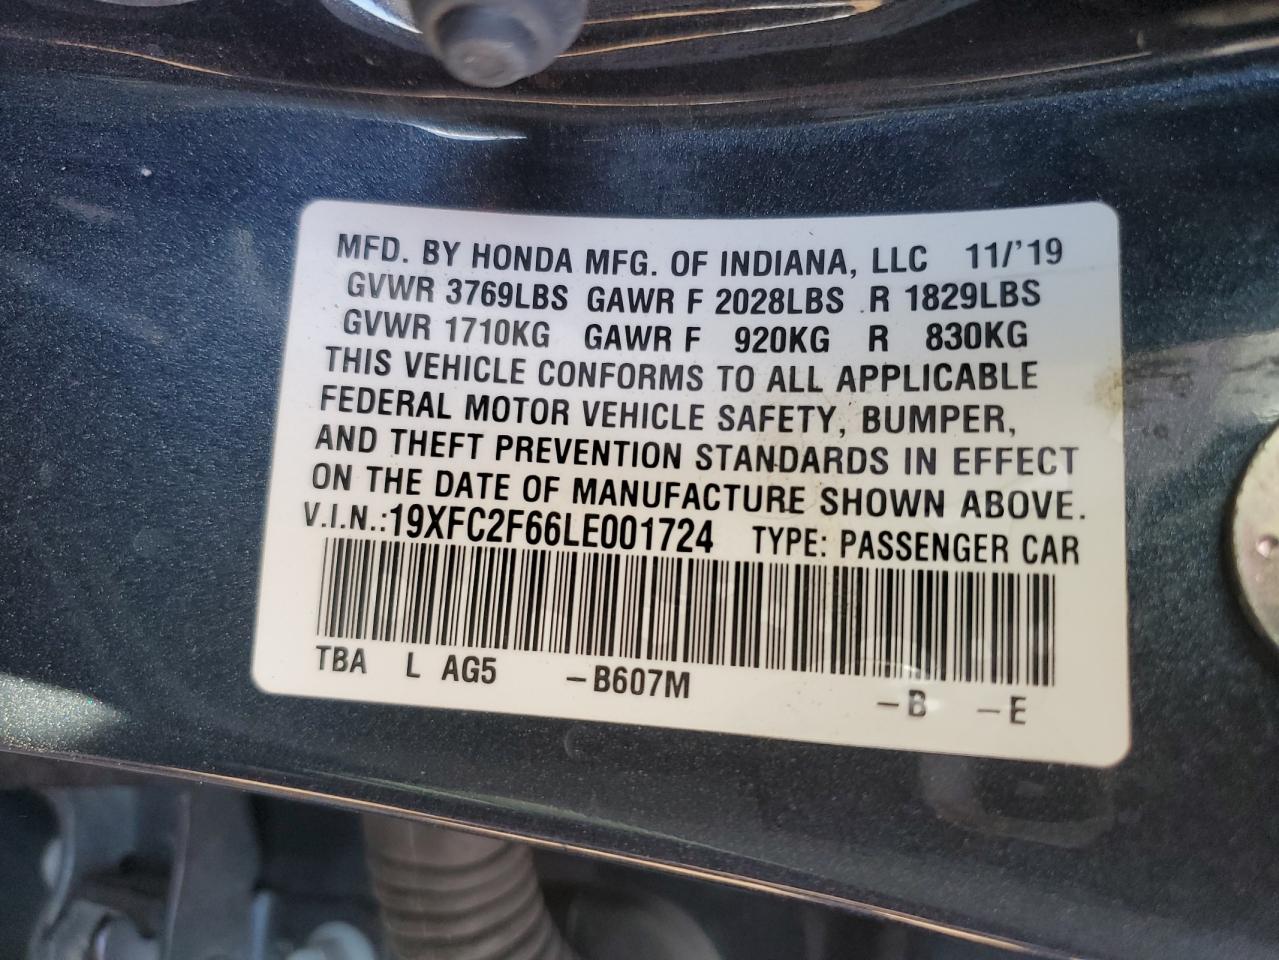 MFD. BY HONDA MFG. OF INDIANA, LLC 11/'19
GVWR 3769LBS GAWR F 2028LBS R 1829LBS
GVWR 1710KG GAWR F 920KG R 830KG
THIS VEHICLE CONFORMS TO ALL APPLICABLE
FEDERAL MOTOR VEHICLE SAFETY, BUMPER,
AND THEFT PREVENTION STANDARDS IN EFFECT
ON THE DATE OF MANUFACTURE SHOWN ABOVE.
V.I.N.:19XFC2F66LE001724 TYPE: PASSENGER CAR
TBA L AG5 –B607M –B –E